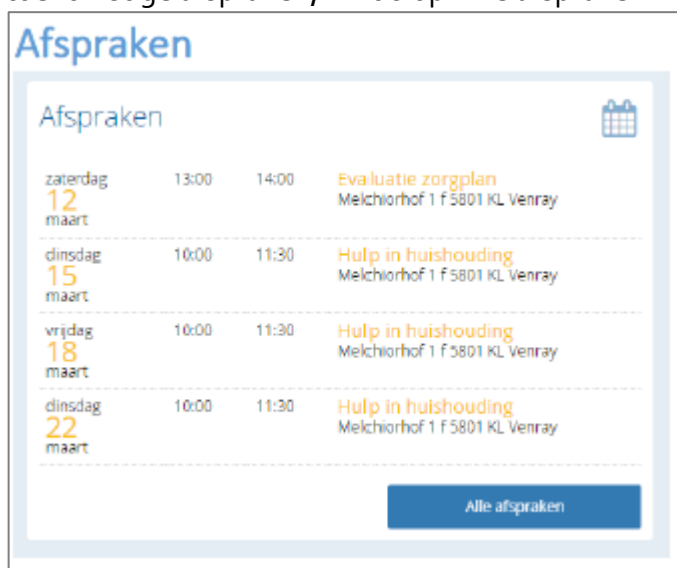 Afspraken
Afspraken
zaterdag 13:00 14:00 Evaluatie zorgplan
12 Melchiorhof 1 f 5801 KL Venray
maart
dinsdag 10:00 11:30 Hulp in huishouding
15 Melchiorhof 1 f 5801 KL Venray
maart
vrijdag 10:00 11:30 Hulp in huishouding
18 Melchiorhof 1 f 5801 KL Venray
maart
dinsdag 10:00 11:30 Hulp in huishouding
22 Melchiorhof 1 f 5801 KL Venray
maart
Alle afspraken